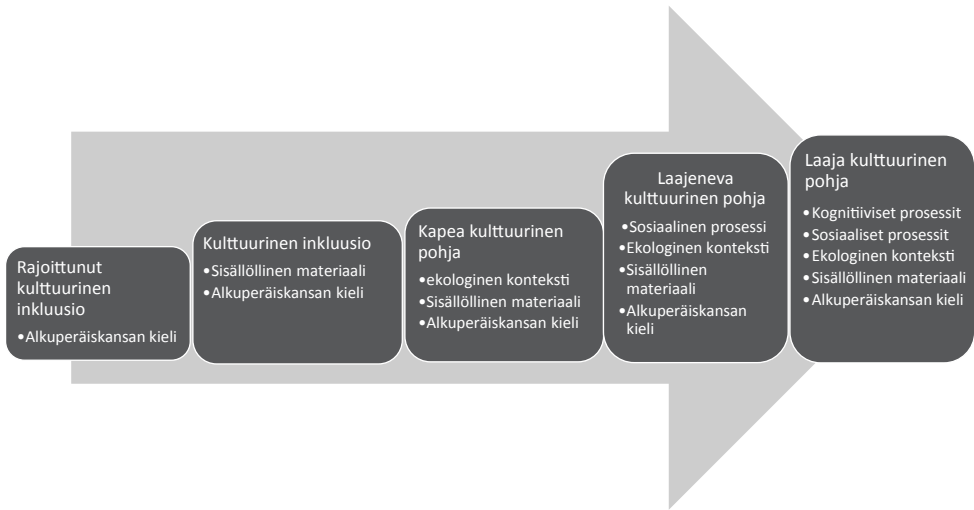 Rajoittunut
kulttuurinen
inkluusio
•Alkuperäiskansan kieli
Kulttuurinen inkluusio
•Sisällöllinen materiaali
•Alkuperäiskansan kieli
Kapea kulttuurinen
pohja
•ekologinen konteksti
•Sisällöllinen materiaali
•Alkuperäiskansan kieli
Laajeneva
kulttuurinen pohja
•Sosiaalinen prosessi
•Ekologinen konteksti
•Sisällöllinen
materiaali
•Alkuperäiskansan
kieli
Laaja kulttuurinen
pohja
•Kognitiiviset prosessit
•Sosiaaliset prosessit
•Ekologinen konteksti
•Sisällöllinen materiaali
•Alkuperäiskansan kieli